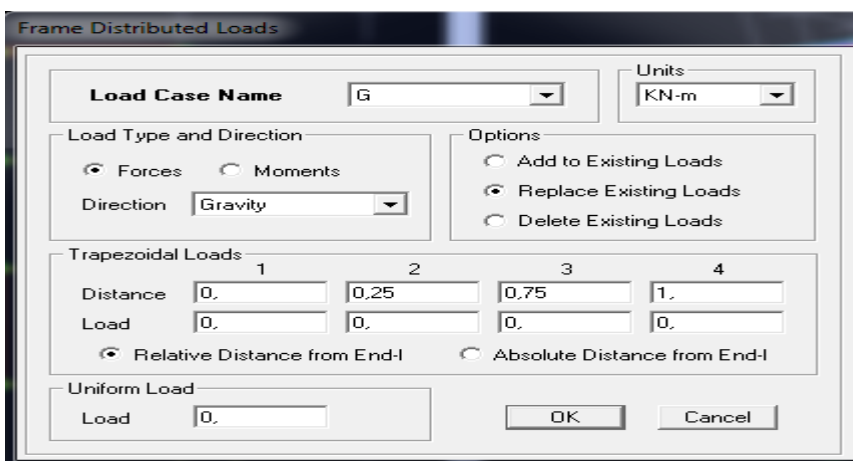 Frame Distributed Loads
Load Case Name G
Units
KN-m
Load Type and Direction
Forces Moments
Direction Gravity
Options
Add to Existing Loads
Replace Existing Loads
Delete Existing Loads
Trapezoidal Loads
1 2 3 4
Distance 0, 0,25 0,75 1,
Load 0, 0, 0, 0,
Relative Distance from End-I Absolute Distance from End-I
Uniform Load
Load 0,
OK Cancel